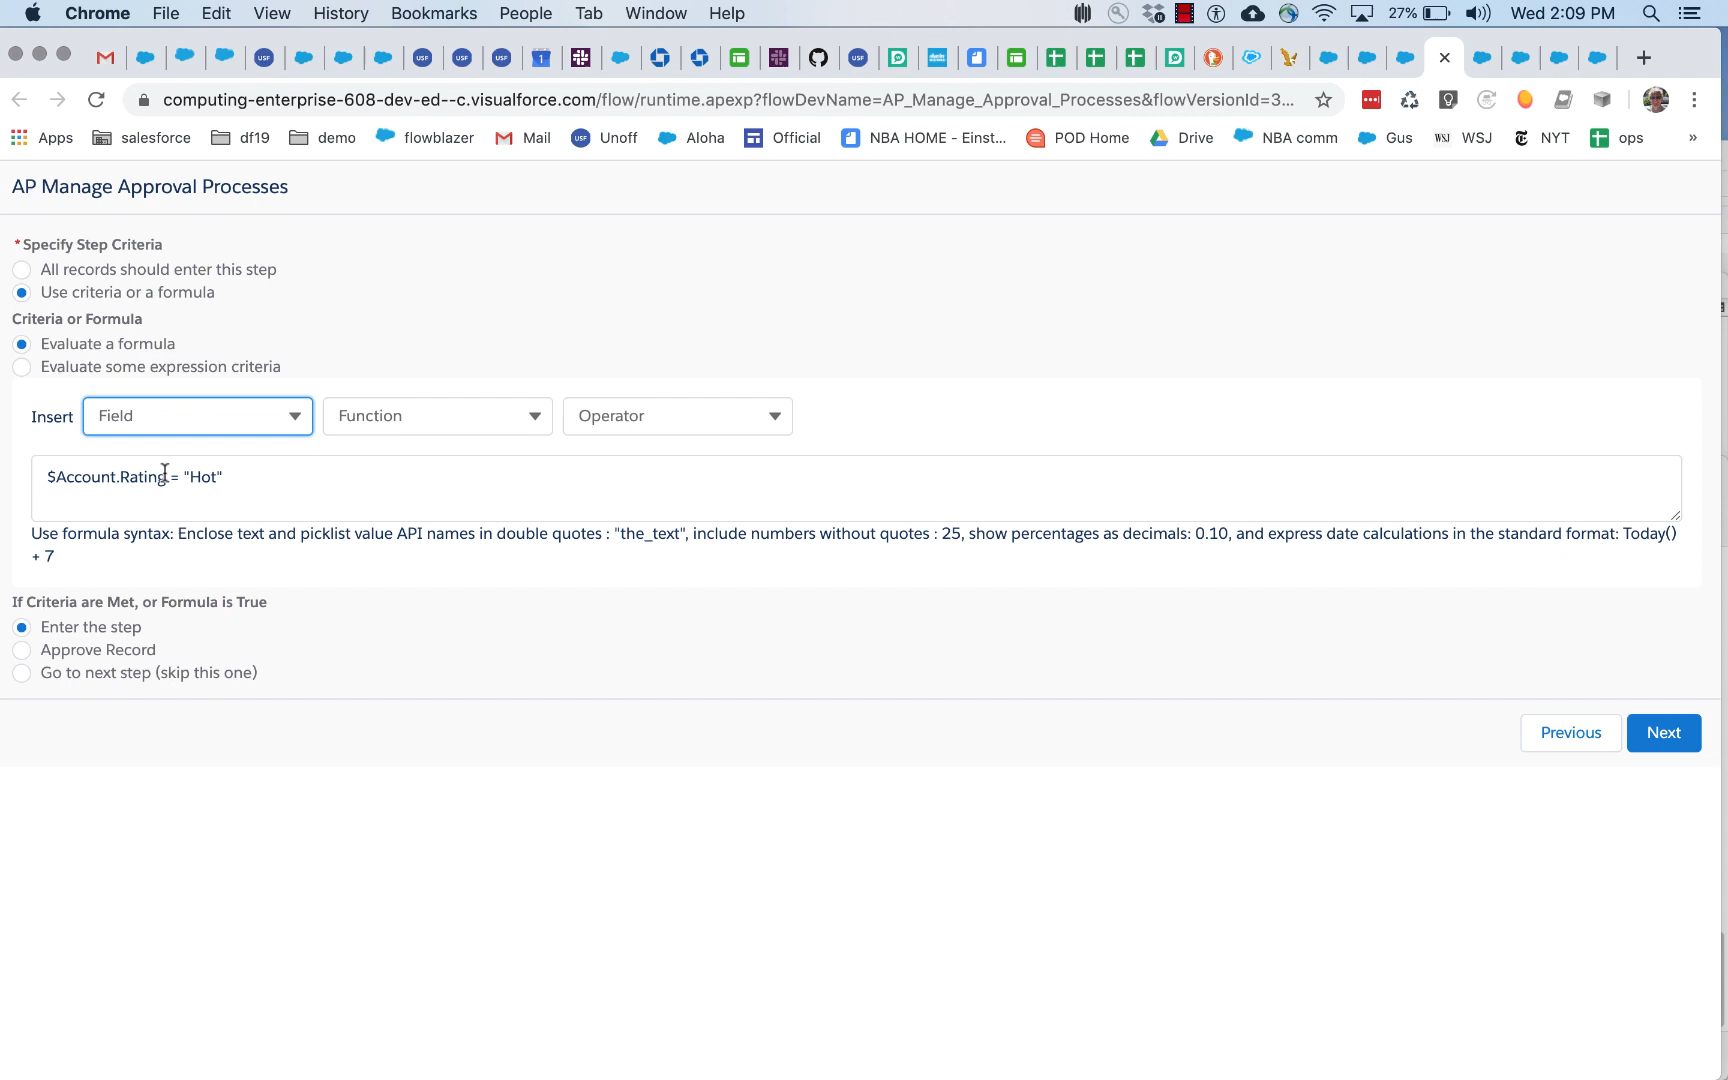 Chrome File Edit View History Bookmarks People Tab Window Help 27% Wed 2:09 PM
computing-enterprise-608-dev-ed--c.visualforce.com/flow/runtime.apexp?flowDevName=AP_Manage_Approval_Processes&flowVersionId=3...
Apps salesforce df19 demo flowblazer Mail USF Unoff Aloha Official NBA HOME - Einst... POD Home Drive NBA comm Gus WSJ WSJ NYT ops »
AP Manage Approval Processes
*Specify Step Criteria
All records should enter this step
Use criteria or a formula
Criteria or Formula
Evaluate a formula
Evaluate some expression criteria
Insert Field Function Operator
$Account.Rating = "Hot"
Use formula syntax: Enclose text and picklist value API names in double quotes : "the_text", include numbers without quotes : 25, show percentages as decimals: 0.10, and express date calculations in the standard format: Today()
+ 7
If Criteria are Met, or Formula is True
Enter the step
Approve Record
Go to next step (skip this one)
Previous Next